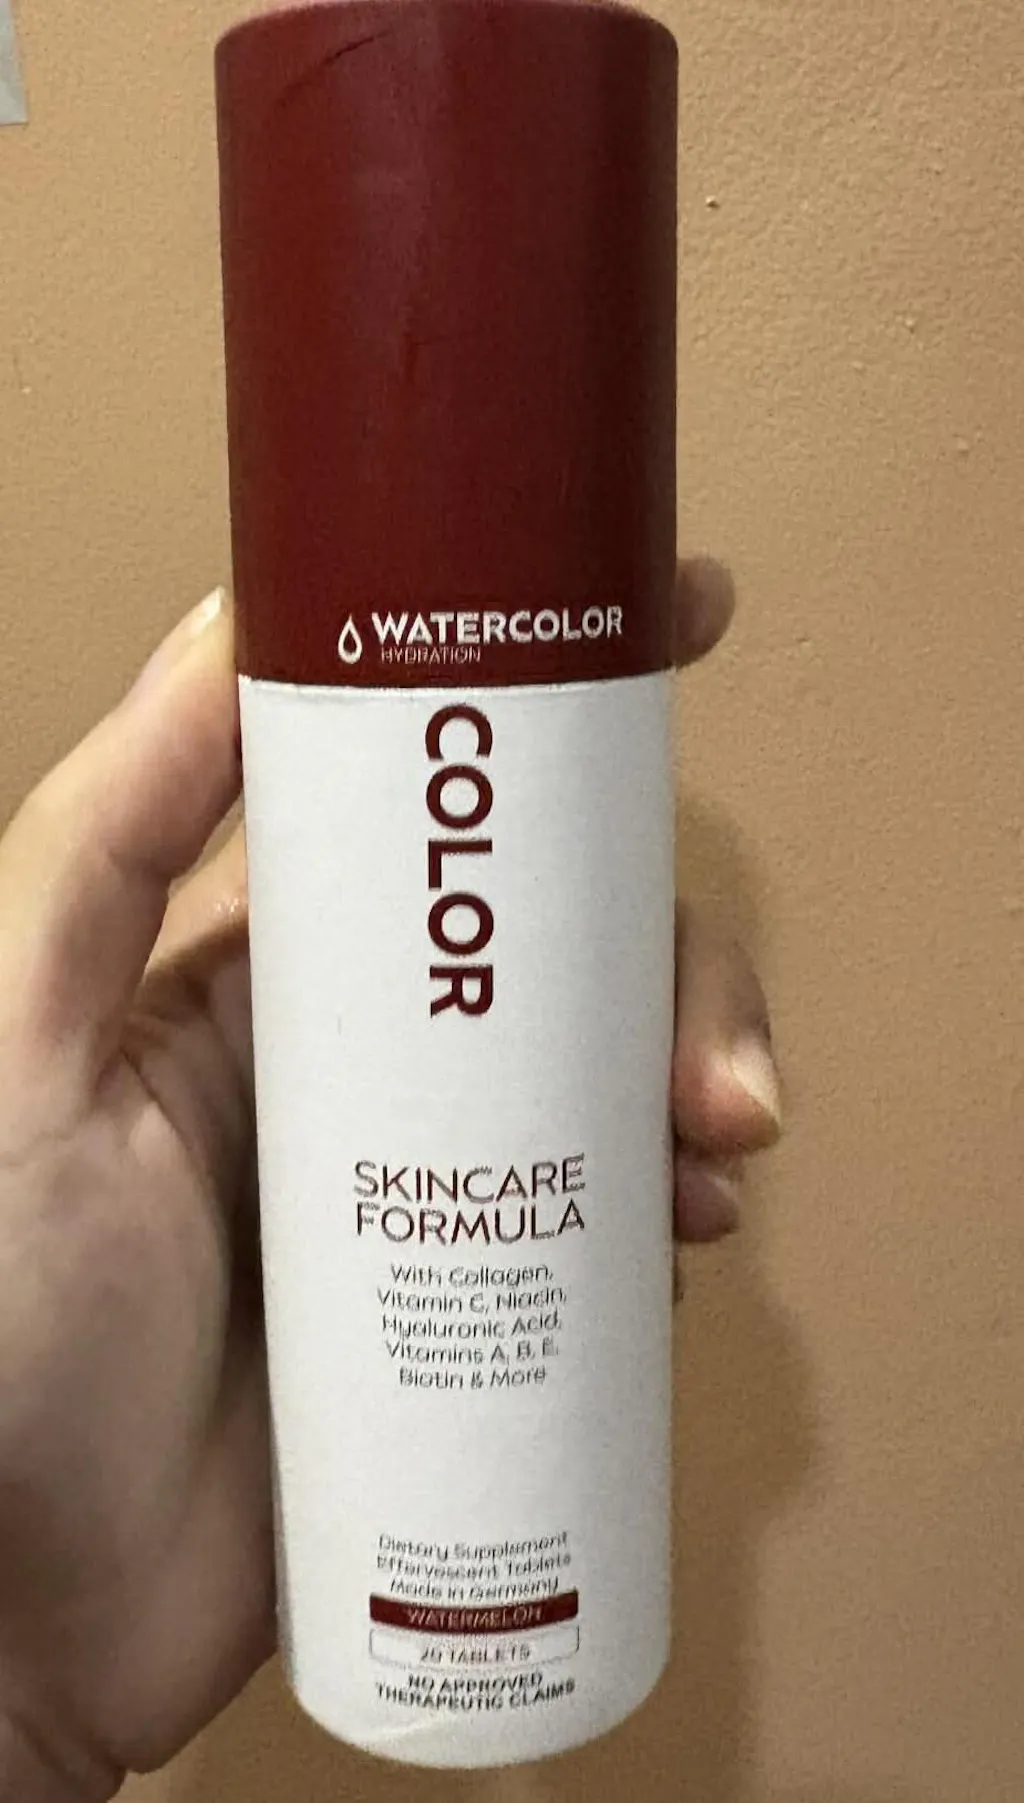 WATERCOLOR
HYDRATION
COLOR
SKINCARE
FORMULA
With Collagen,
Vitamin C, Niacin,
Hyaluronic Acid,
Vitamins A, B, E,
Biotin & More
Dietary Supplement
Effervescent Tablets
Made in Germany
WATERMELON
20 TABLETS
NO APPROVED
THERAPEUTIC CLAIMS